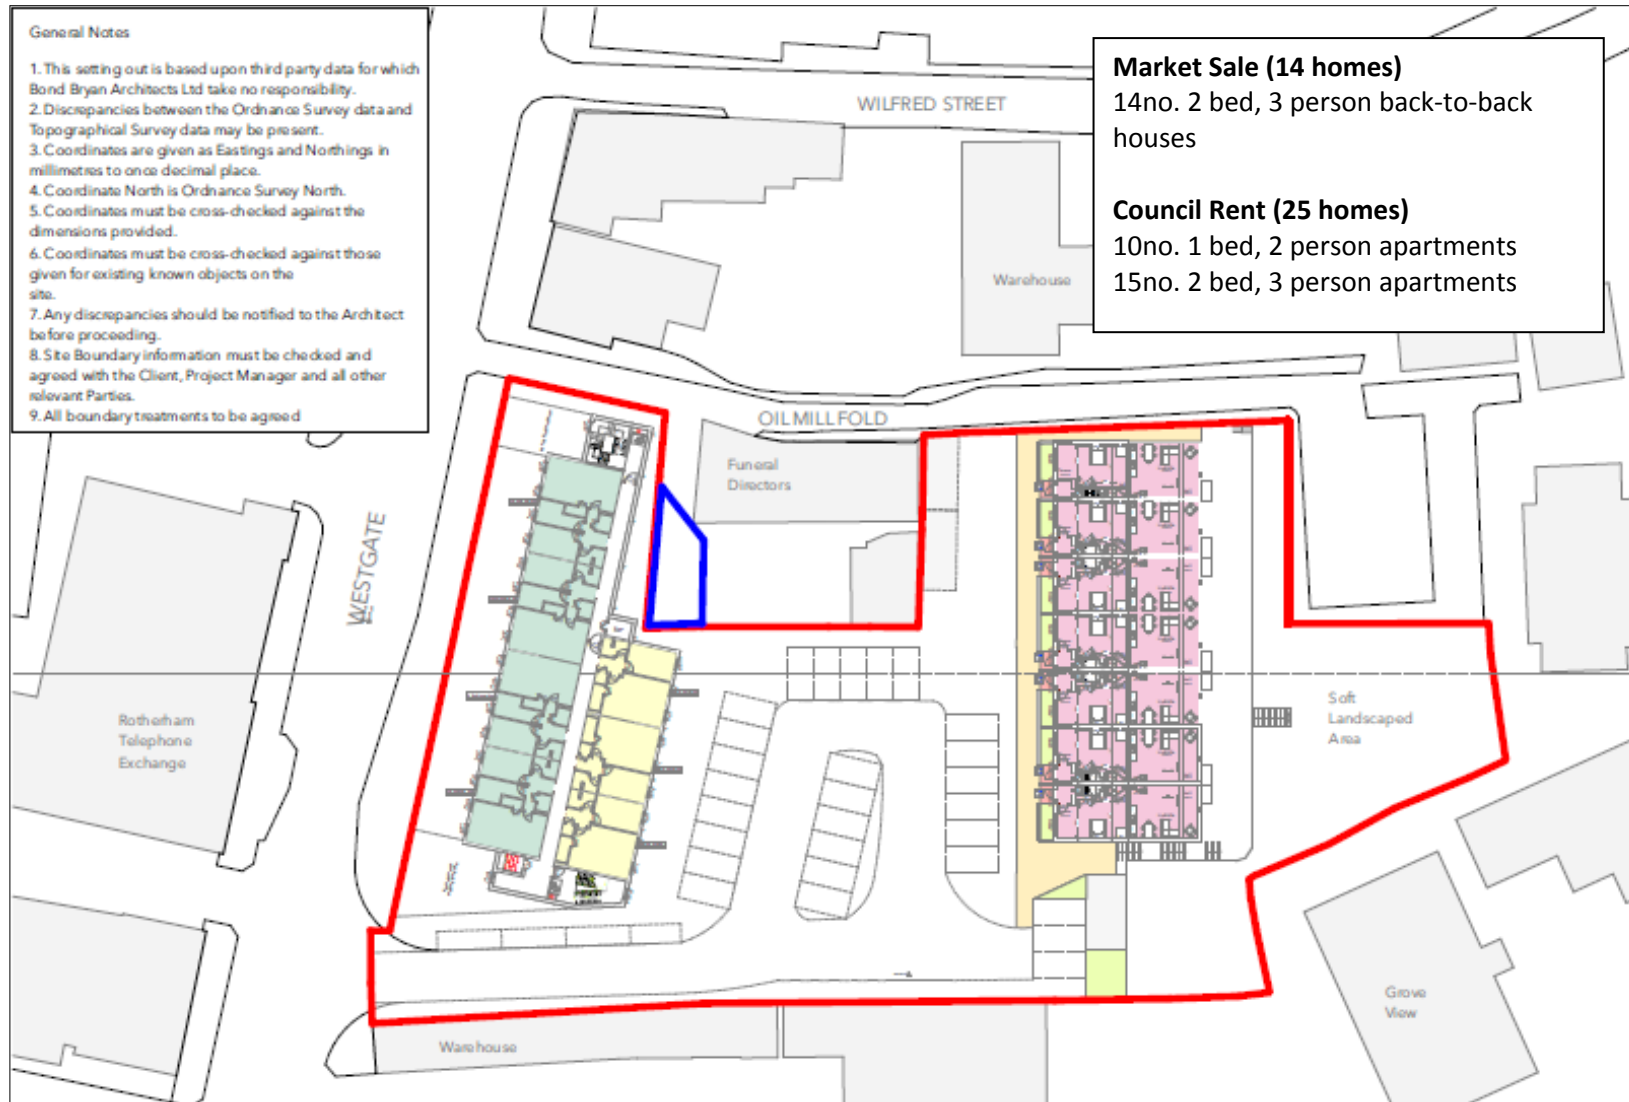 General Notes
1. This setting out is based upon third party data for which
Bond Bryan Architects Ltd take no responsibility.
2. Discrepancies between the Ordnance Survey data and
Topographical Survey data may be present.
3. Coordinates are given as Eastings and Northings in
millimetres to once decimal place.
4. Coordinate North is Ordnance Survey North.
5. Coordinates must be cross-checked against the
dimensions provided.
6. Coordinates must be cross-checked against those
given for existing known objects on the
site.
7. Any discrepancies should be notified to the Architect
before proceeding.
8. Site Boundary information must be checked and
agreed with the Client, Project Manager and all other
relevant Parties.
9. All boundary treatments to be agreed
Market Sale (14 homes)
14no. 2 bed, 3 person back-to-back
houses
Council Rent (25 homes)
10no. 1 bed, 2 person apartments
15no. 2 bed, 3 person apartments
WILFRED STREET
Warehouse
OIL MILL FOLD
Funeral
Directors
WESTGATE
Rotherham
Telephone
Exchange
Soft
Landscaped
Area
Grove
View
Warehouse